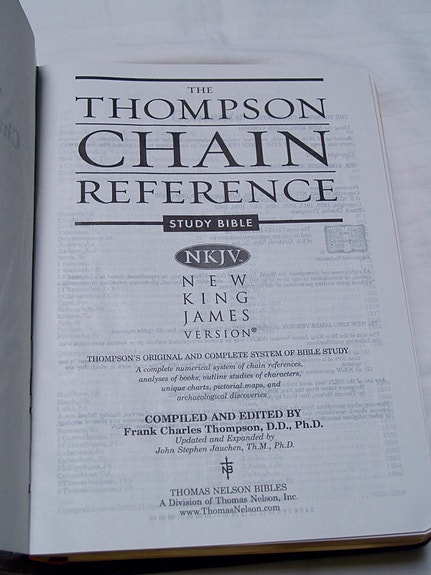 THE
THOMPSON
CHAIN
REFERENCE
STUDY BIBLE
NKJV™
NEW
KING
JAMES
VERSION®
THOMPSON'S ORIGINAL AND COMPLETE SYSTEM OF BIBLE STUDY
A complete numerical system of chain references,
analyses of books, outline studies of characters,
unique charts, pictorial maps, and
archaeological discoveries
COMPILED AND EDITED BY
Frank Charles Thompson, D.D., Ph.D.
Updated and Expanded by
John Stephen Jauchen, Th.M., Ph.D.
TN
THOMAS NELSON BIBLES
A Division of Thomas Nelson, Inc.
www.ThomasNelson.com